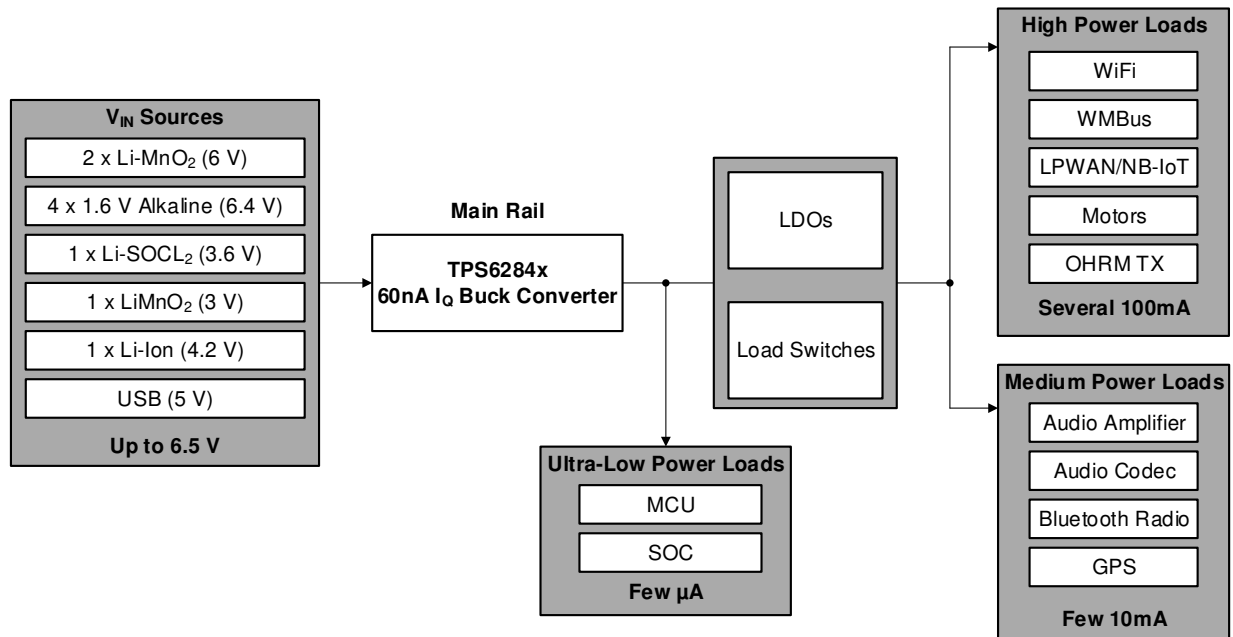 V_IN Sources
2 x Li-MnO₂ (6 V)
4 x 1.6 V Alkaline (6.4 V)
1 x Li-SOCL₂ (3.6 V)
1 x LiMnO₂ (3 V)
1 x Li-Ion (4.2 V)
USB (5 V)
Up to 6.5 V
Main Rail
TPS6284x
60nA I_Q Buck Converter
Ultra-Low Power Loads
MCU
SOC
Few µA
LDOs
Load Switches
High Power Loads
WiFi
WMBus
LPWAN/NB-IoT
Motors
OHRM TX
Several 100mA
Medium Power Loads
Audio Amplifier
Audio Codec
Bluetooth Radio
GPS
Few 10mA